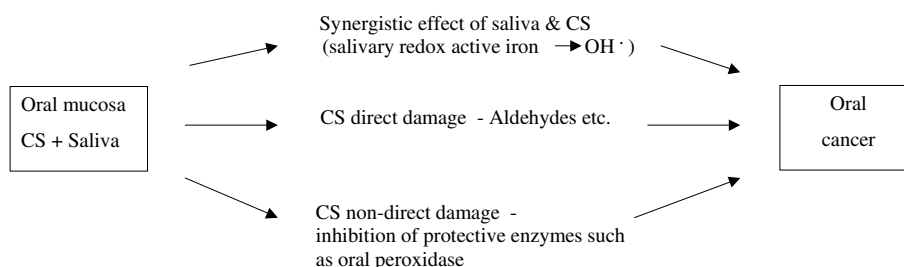 Synergistic effect of saliva & CS
(salivary redox active iron → OH · )
Oral mucosa
CS + Saliva
CS direct damage - Aldehydes etc.
Oral
cancer
CS non-direct damage -
inhibition of protective enzymes such
as oral peroxidase